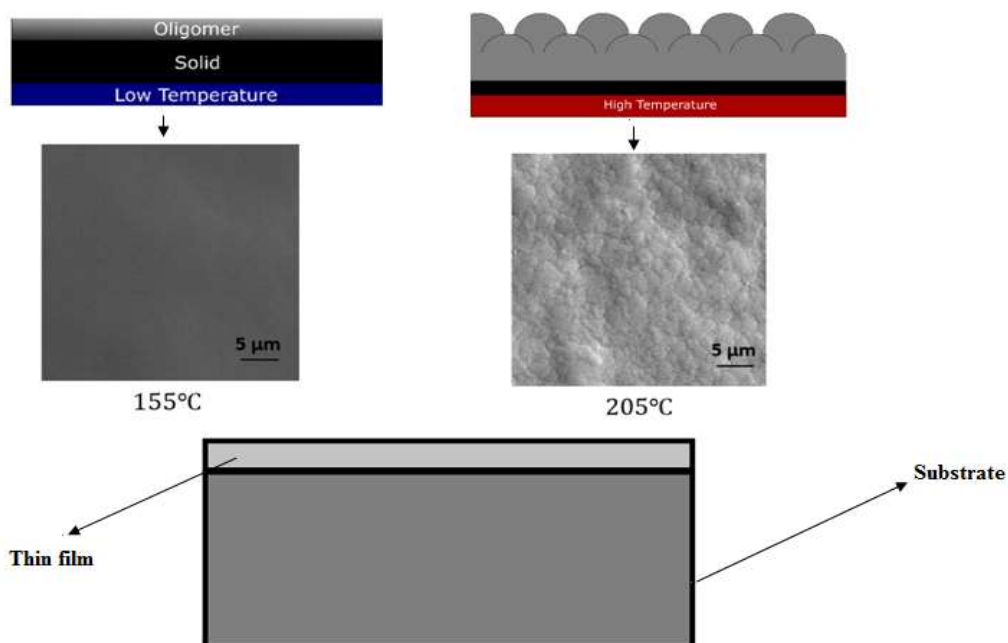 Oligomer
Solid
Low Temperature
High Temperature
5 µm
5 µm
155°C
205°C
Substrate
Thin film